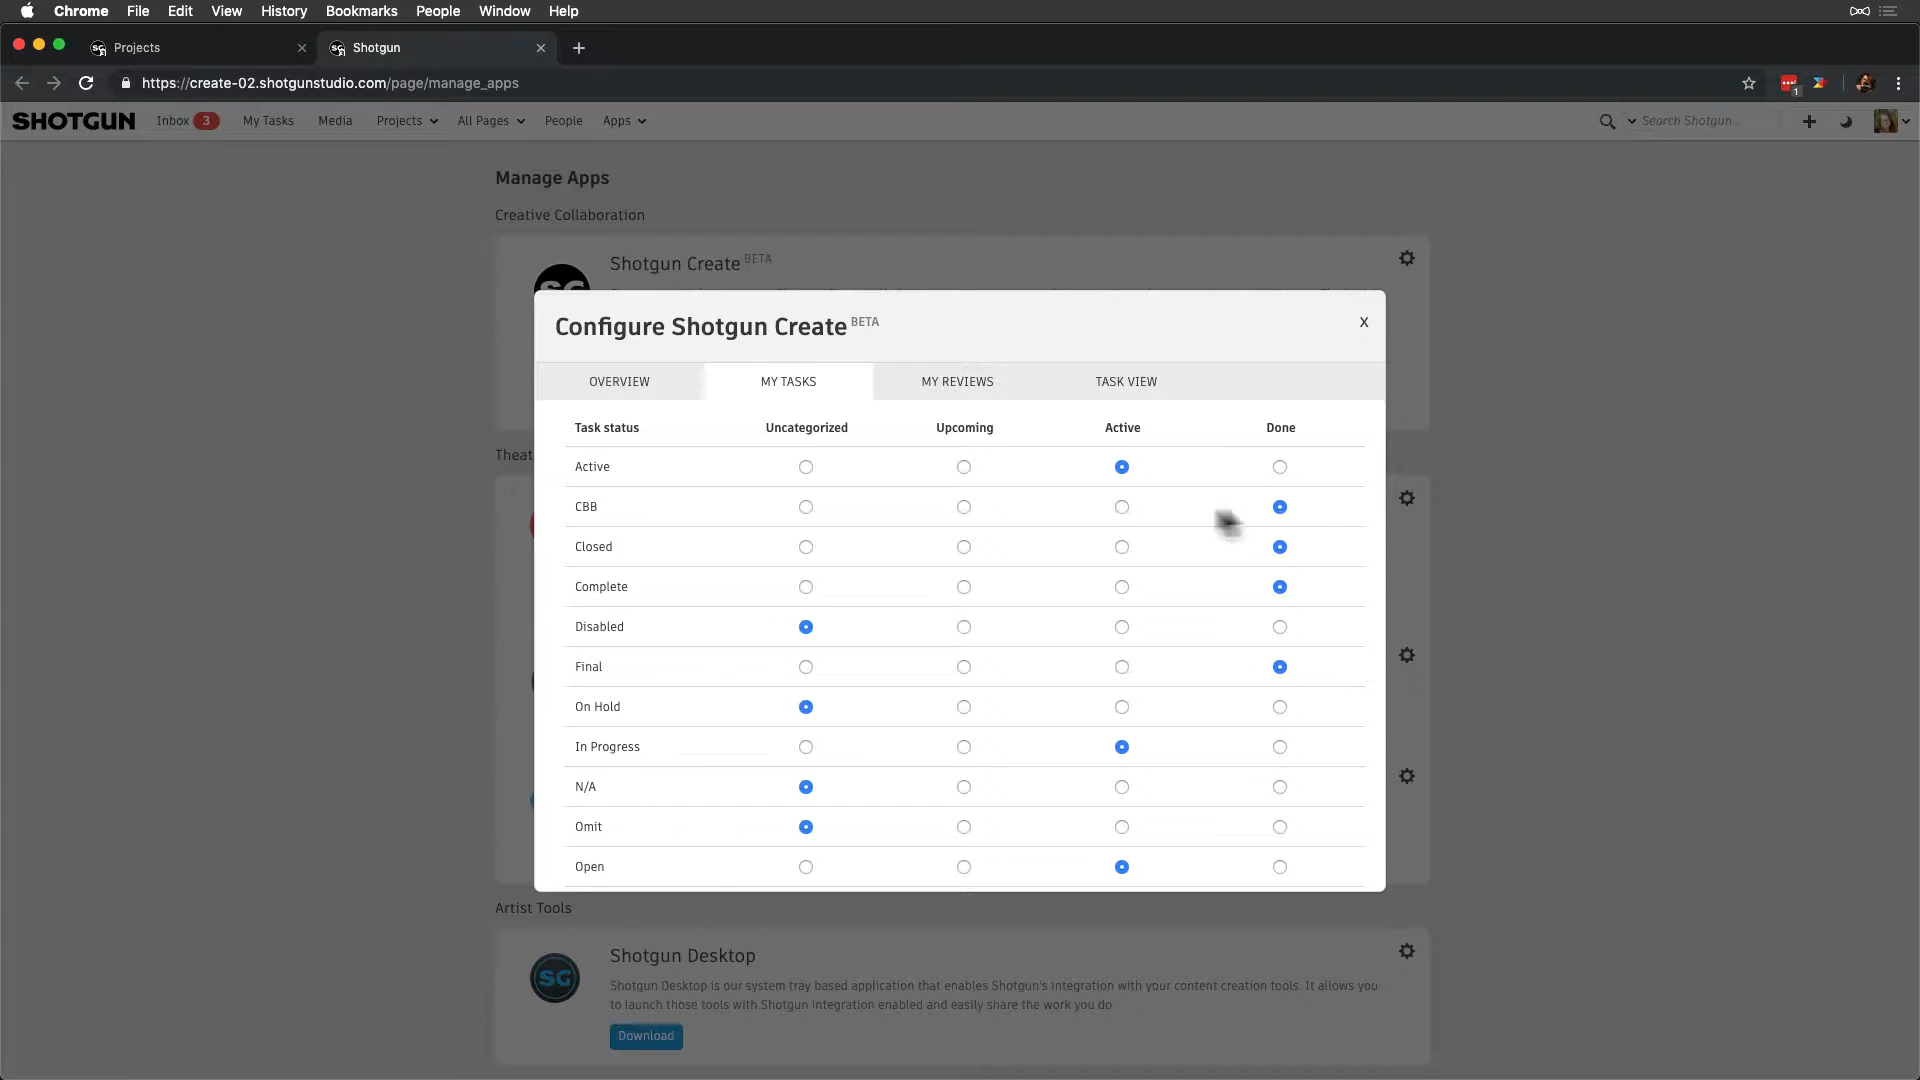 Chrome File Edit View History Bookmarks People Window Help
Projects
Shotgun
https://create-02.shotgunstudio.com/page/manage_apps
1
SHOTGUN Inbox 3 My Tasks Media Projects All Pages People Apps Search Shotgun...
Manage Apps
Creative Collaboration
Shotgun Create BETA
Configure Shotgun Create BETA
X
OVERVIEW MY TASKS MY REVIEWS TASK VIEW
Task status Uncategorized Upcoming Active Done
Active
CBB
Closed
Complete
Disabled
Final
On Hold
In Progress
N/A
Omit
Open
Theat
Artist Tools
SG
Shotgun Desktop
Shotgun Desktop is our system tray based application that enables Shotgun's integration with your content creation tools. It allows you
to launch those tools with Shotgun integration enabled and easily share the work you do
Download